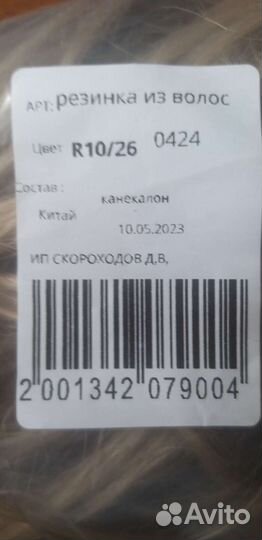 АРТ: резинка из волос
Цвет R10/26 0424
Состав :
канекалон
Китай
10.05.2023
ИП СКОРОХОДОВ Д,В,
2 001342 079004
Avito